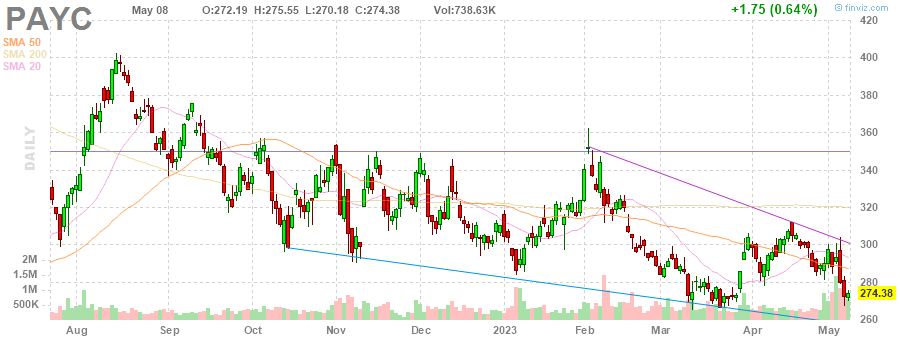 PAYC May 08 O:272.19 H:275.55 L:270.18 C:274.38 Vol:738.63K +1.75 (0.64%) © finviz.com
SMA 50
SMA 200
SMA 20
DAILY
420
400
380
360
340
320
300
280
274.38
260
2M
1.5M
1M
500K
Aug Sep Oct Nov Dec 2023 Feb Mar Apr May